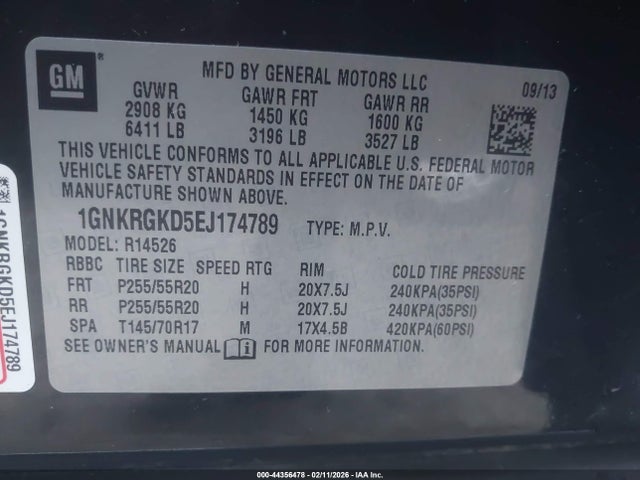 GM
®
MFD BY GENERAL MOTORS LLC
09/13
GVWR GAWR FRT GAWR RR
2908 KG 1450 KG 1600 KG
6411 LB 3196 LB 3527 LB
THIS VEHICLE CONFORMS TO ALL APPLICABLE U.S. FEDERAL MOTOR
VEHICLE SAFETY STANDARDS IN EFFECT ON THE DATE OF
MANUFACTURE SHOWN ABOVE.
1GNKRGKD5EJ174789 TYPE: M.P.V.
MODEL: R14526
RBBC TIRE SIZE SPEED RTG RIM COLD TIRE PRESSURE
FRT P255/55R20 H 20X7.5J 240KPA(35PSI)
RR P255/55R20 H 20X7.5J 240KPA(35PSI)
SPA T145/70R17 M 17X4.5B 420KPA(60PSI)
SEE OWNER'S MANUAL FOR ADDITIONAL INFORMATION.
1GNKRGKD5EJ174789
000-44356478 - 02/11/2026 - IAA Inc.